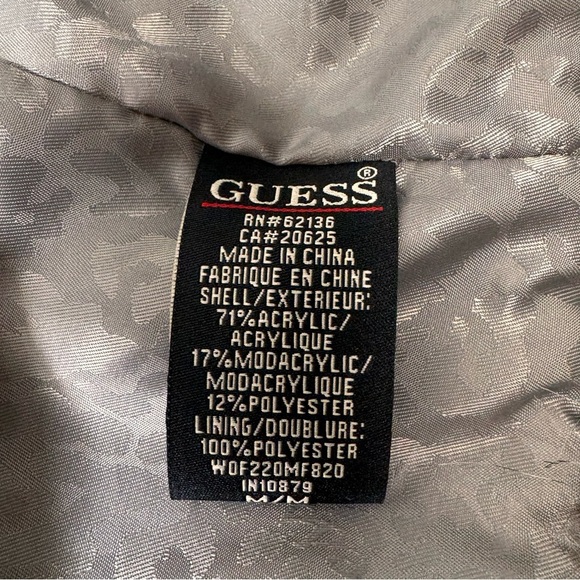 GUESS®
RN#62136
CA#20625
MADE IN CHINA
FABRIQUE EN CHINE
SHELL/EXTERIEUR:
71%ACRYLIC/
ACRYLIQUE
17%MODACRYLIC/
MODACRYLIQUE
12%POLYESTER
LINING/DOUBLURE:
100%POLYESTER
W0F220MF820
IN10879
M/M